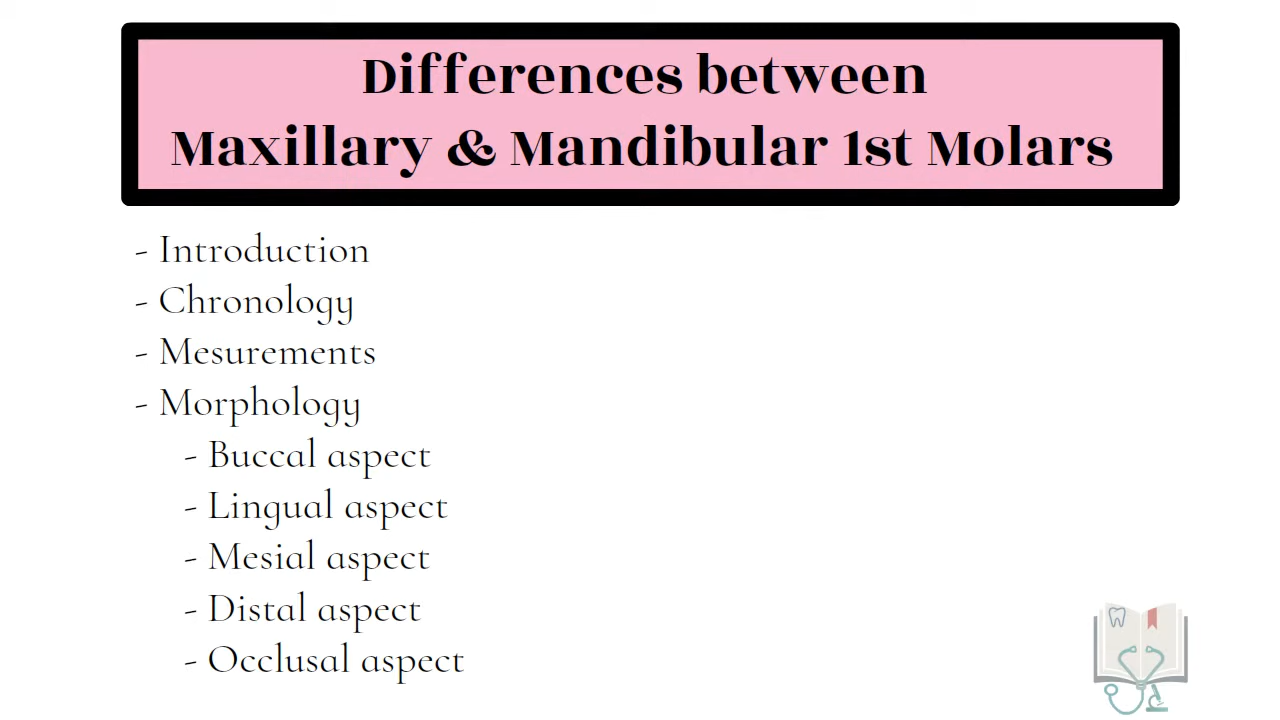 Differences between
Maxillary & Mandibular 1st Molars
- Introduction
- Chronology
- Mesurements
- Morphology
- Buccal aspect
- Lingual aspect
- Mesial aspect
- Distal aspect
- Occlusal aspect